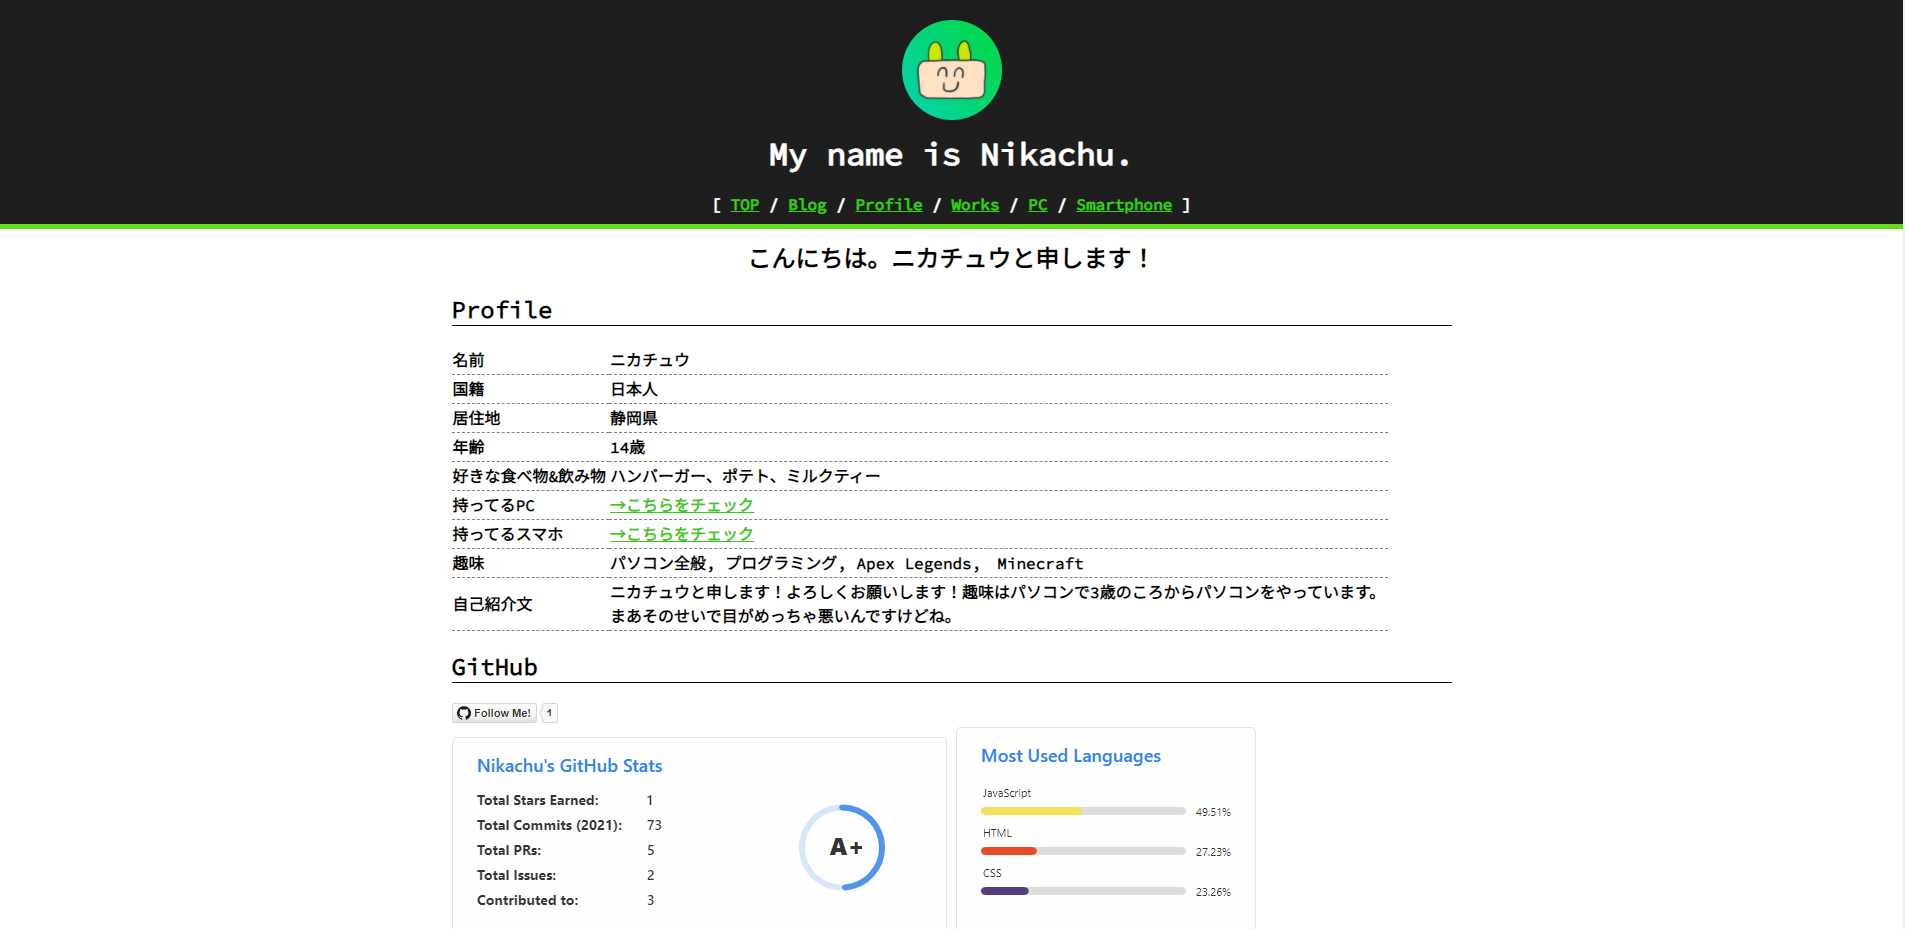 My name is Nikachu.
[ TOP / Blog / Profile / Works / PC / Smartphone ]
こんにちは。ニカチュウと申します！
Profile
名前 ニカチュウ
国籍 日本人
居住地 静岡県
年齢 14歳
好きな食べ物&飲み物 ハンバーガー、ポテト、ミルクティー
持ってるPC →こちらをチェック
持ってるスマホ →こちらをチェック
趣味 パソコン全般, プログラミング, Apex Legends, Minecraft
自己紹介文 ニカチュウと申します！よろしくお願いします！趣味はパソコンで3歳のころからパソコンをやっています。
まあそのせいで目がめっちゃ悪いんですけどね。
GitHub
Follow Me! 1
Nikachu's GitHub Stats
Total Stars Earned: 1
Total Commits (2021): 73
Total PRs: 5
Total Issues: 2
Contributed to: 3
A+
Most Used Languages
JavaScript
49.51%
HTML
27.23%
CSS
23.26%